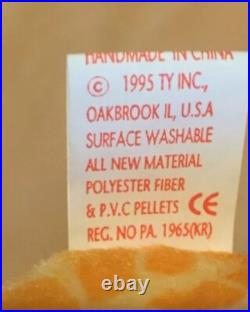 HANDMADE IN CHINA
© 1995 TY INC.,
OAKBROOK IL, U.S.A
SURFACE WASHABLE
ALL NEW MATERIAL
POLYESTER FIBER
& P.V.C PELLETS CE
REG. NO PA. 1965(KR)